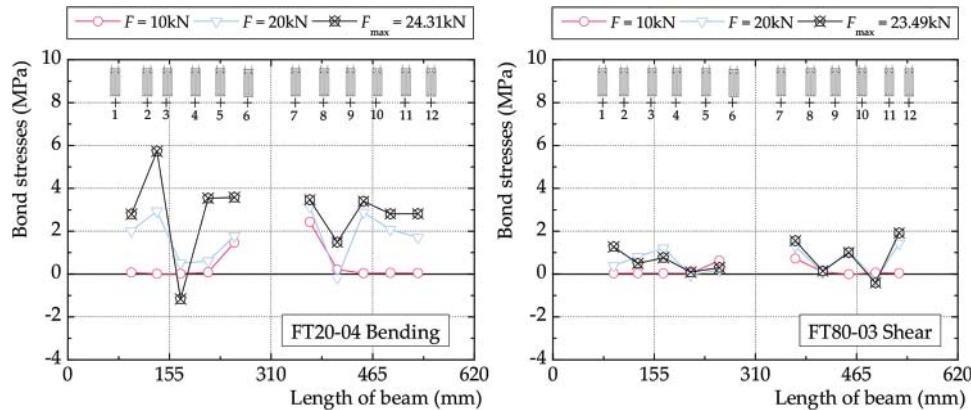 F = 10kN F = 20kN Fmax = 24.31kN
Bond stresses (MPa)
10
8
6
4
2
0
-2
-4
1 2 3 4 5 6 7 8 9 10 11 12
FT20-04 Bending
0 155 310 465 620
Length of beam (mm)
F = 10kN F = 20kN Fmax = 23.49kN
Bond stresses (MPa)
10
8
6
4
2
0
-2
-4
1 2 3 4 5 6 7 8 9 10 11 12
FT80-03 Shear
0 155 310 465 620
Length of beam (mm)